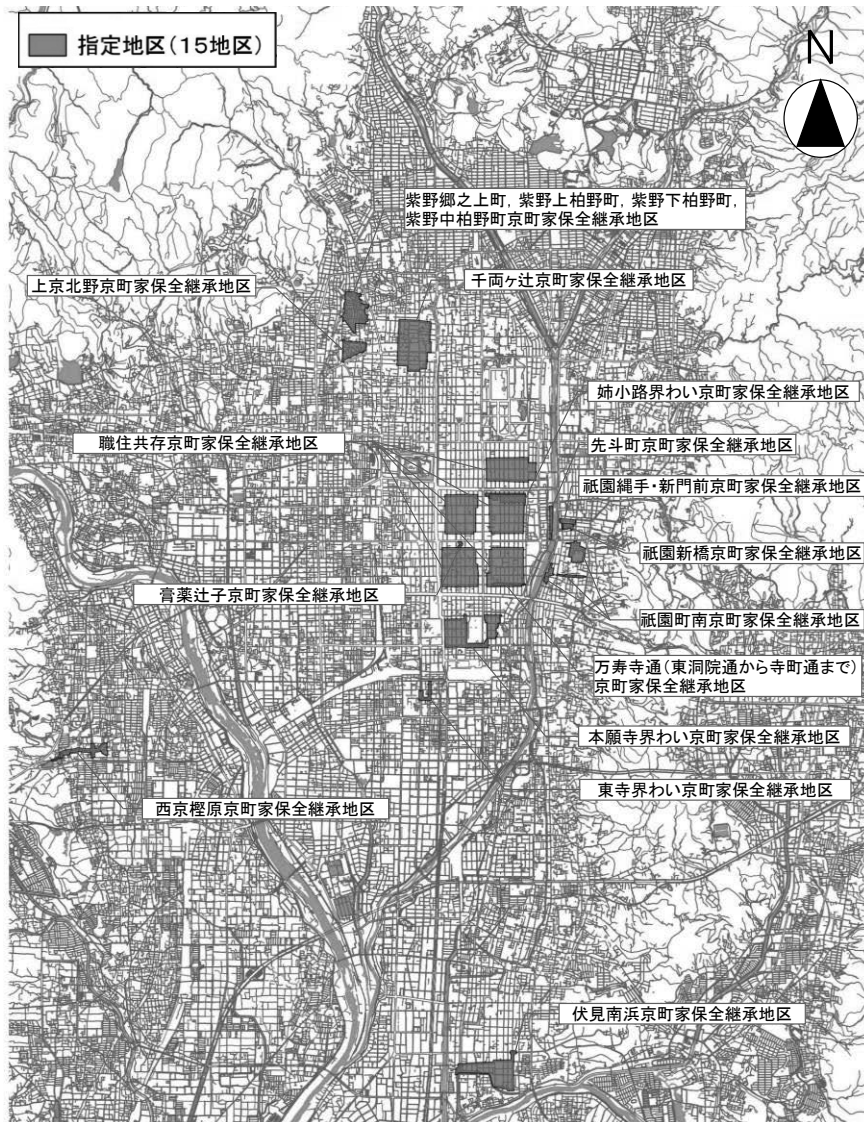 指定地区(15地区)
N
紫野郷之上町,紫野上柏野町,紫野下柏野町,
紫野中柏野町京町家保全継承地区
上京北野京町家保全継承地区
千両ヶ辻京町家保全継承地区
姉小路界わい京町家保全継承地区
職住共存京町家保全継承地区
先斗町京町家保全継承地区
祇園縄手・新門前京町家保全継承地区
祇園新橋京町家保全継承地区
膏薬辻子京町家保全継承地区
祇園町南京町家保全継承地区
万寿寺通(東洞院通から寺町通まで)
京町家保全継承地区
本願寺界わい京町家保全継承地区
東寺界わい京町家保全継承地区
西京樫原京町家保全継承地区
伏見南浜京町家保全継承地区